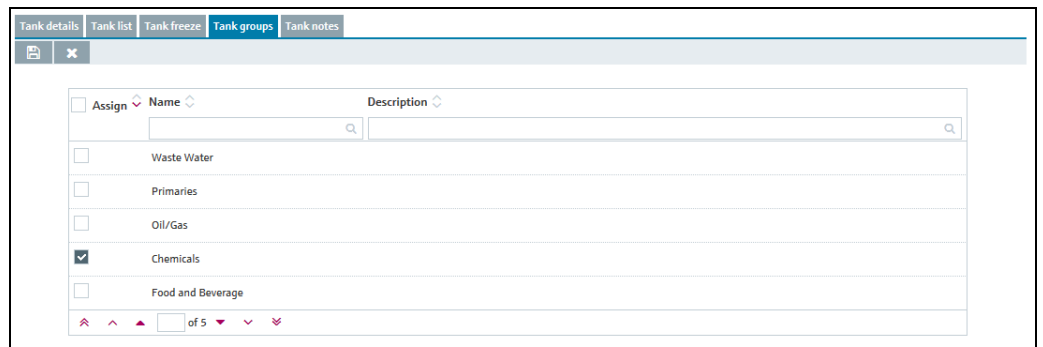 Tank details Tank list Tank freeze Tank groups Tank notes
Assign Name Description
Waste Water
Primaries
Oil/Gas
Chemicals
Food and Beverage
of 5